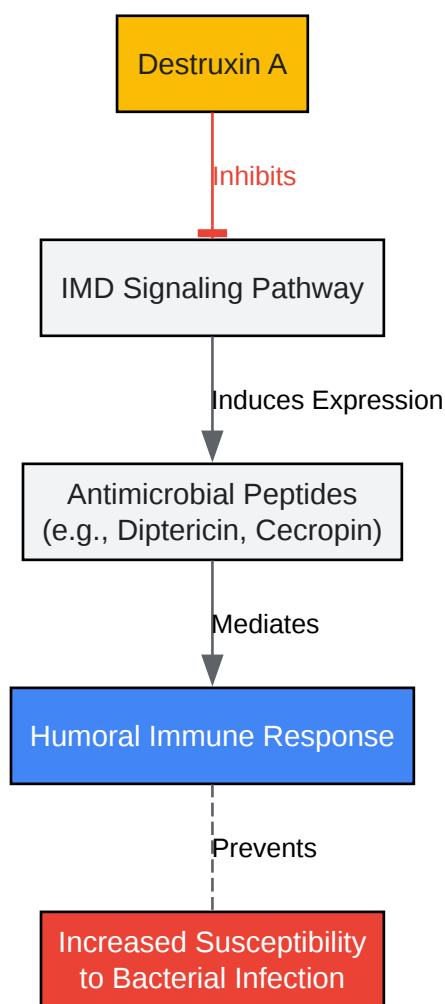 Destruxin A
Inhibits
IMD Signaling Pathway
Induces Expression
Antimicrobial Peptides
(e.g., Diptericin, Cecropin)
Mediates
Humoral Immune Response
Prevents
Increased Susceptibility
to Bacterial Infection